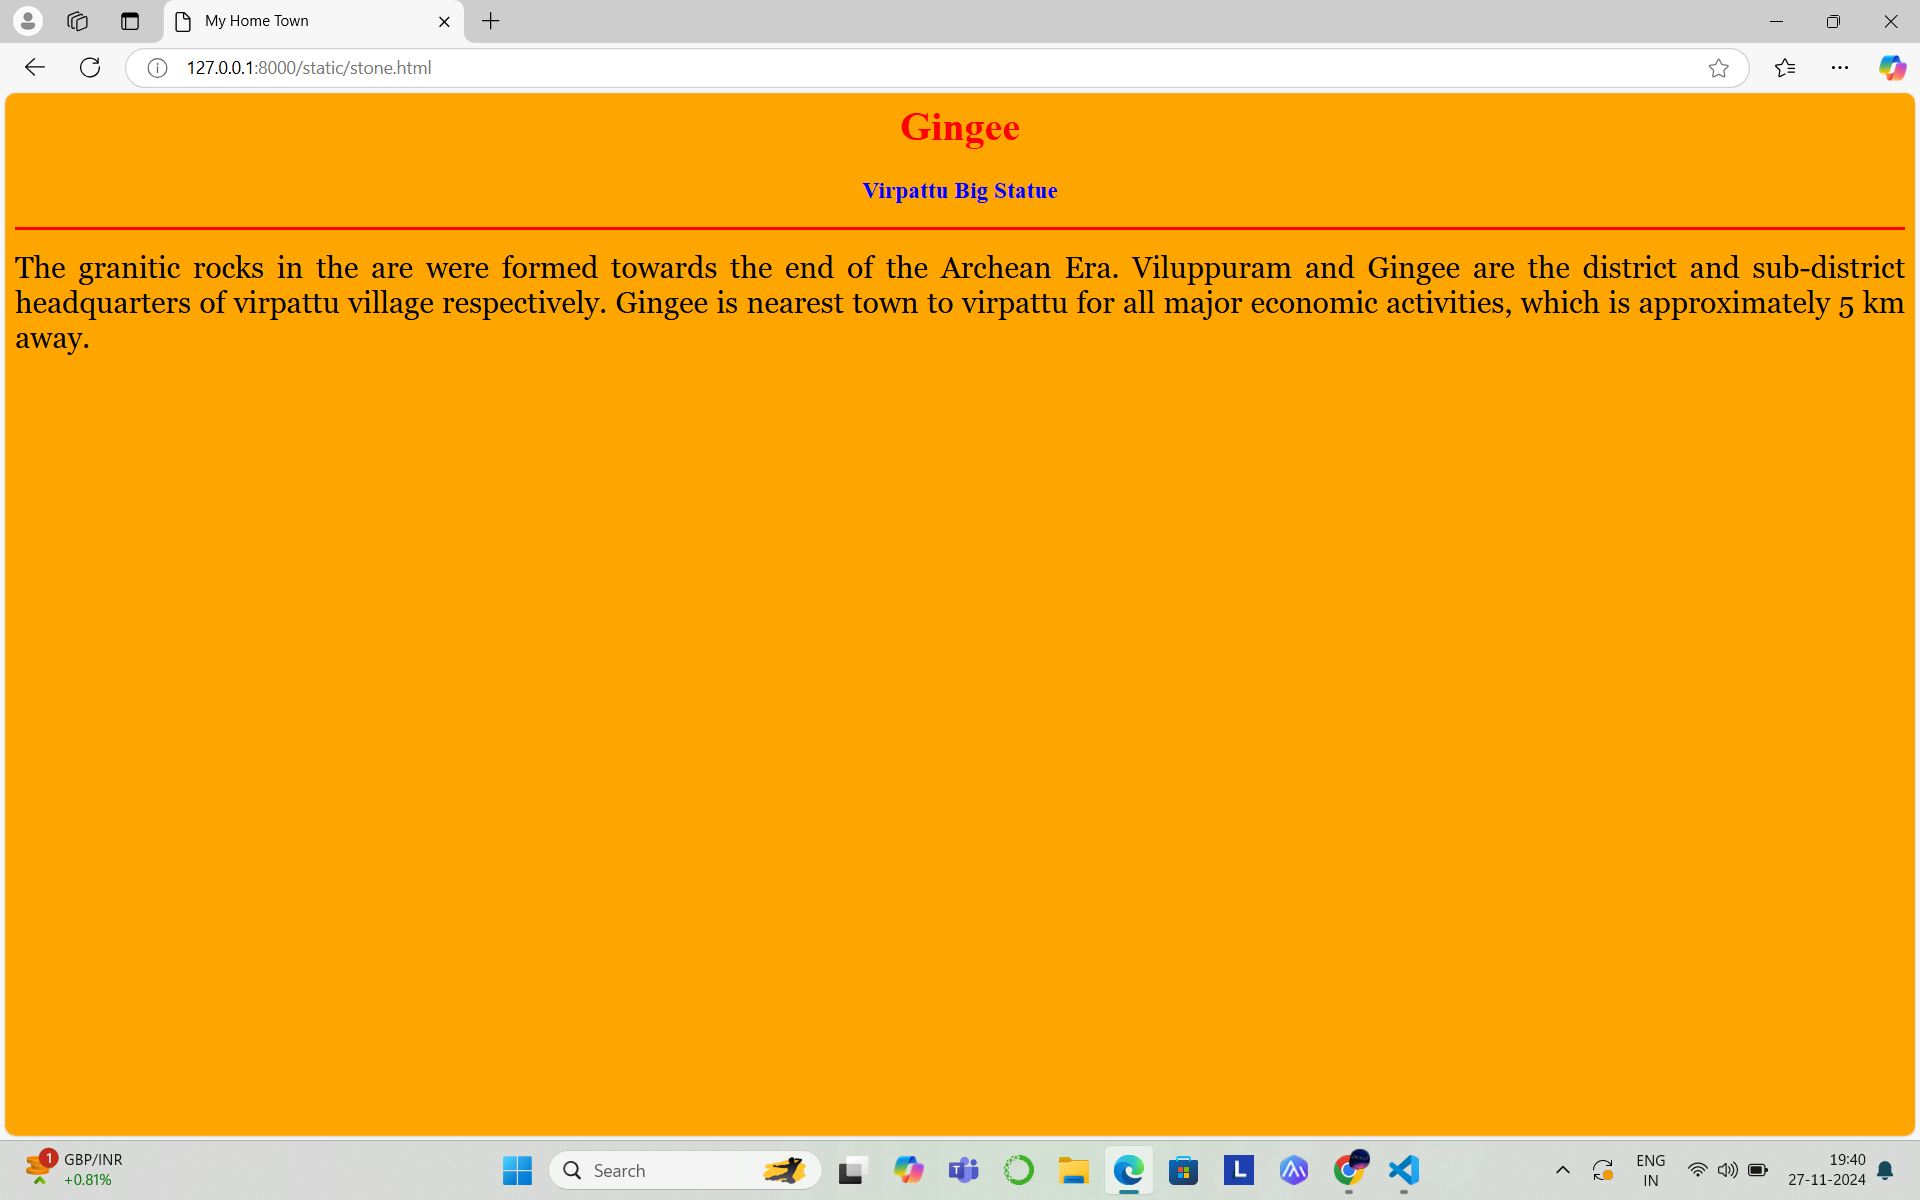 My Home Town
127.0.0.1:8000/static/stone.html
Gingee
Virpattu Big Statue
The granitic rocks in the are were formed towards the end of the Archean Era. Viluppuram and Gingee are the district and sub-district
headquarters of virpattu village respectively. Gingee is nearest town to virpattu for all major economic activities, which is approximately 5 km
away.
1
GBP/INR
+0.81%
Search
L
ENG
IN
19:40
27-11-2024